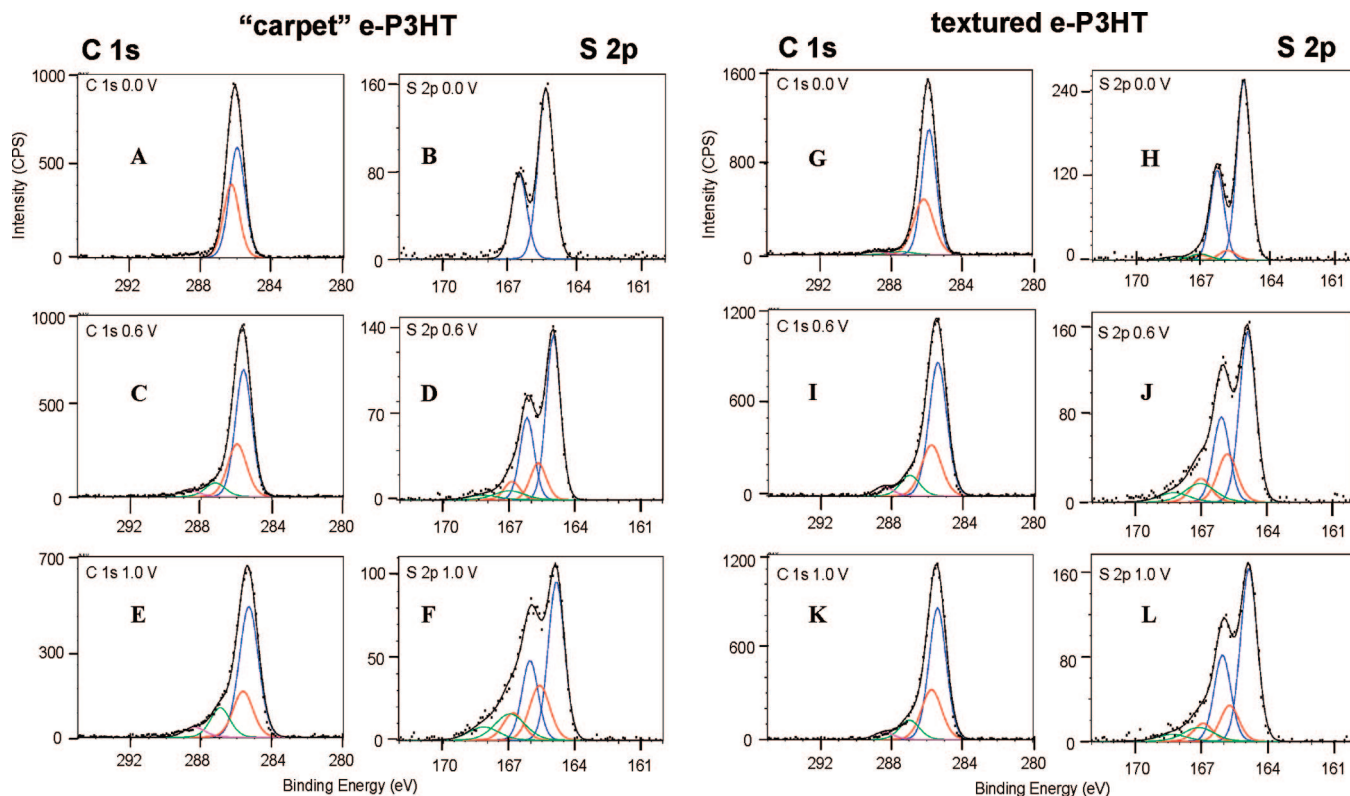 “carpet” e-P3HT
textured e-P3HT
C 1s
S 2p
C 1s
S 2p
Intensity (CPS)
1000
500
0
C 1s 0.0 V
A
292 288 284 280
160
80
0
S 2p 0.0 V
B
170 167 164 161
Intensity (CPS)
1600
800
0
C 1s 0.0 V
G
292 288 284 280
240
120
0
S 2p 0.0 V
H
170 167 164 161
1000
500
0
C 1s 0.6 V
C
292 288 284 280
140
70
0
S 2p 0.6 V
D
170 167 164 161
1200
600
0
C 1s 0.6 V
I
292 288 284 280
160
80
0
S 2p 0.6 V
J
170 167 164 161
700
300
0
C 1s 1.0 V
E
292 288 284 280
100
50
0
S 2p 1.0 V
F
170 167 164 161
1200
600
0
C 1s 1.0 V
K
292 288 284 280
160
80
0
S 2p 1.0 V
L
170 167 164 161
Binding Energy (eV)
Binding Energy (eV)